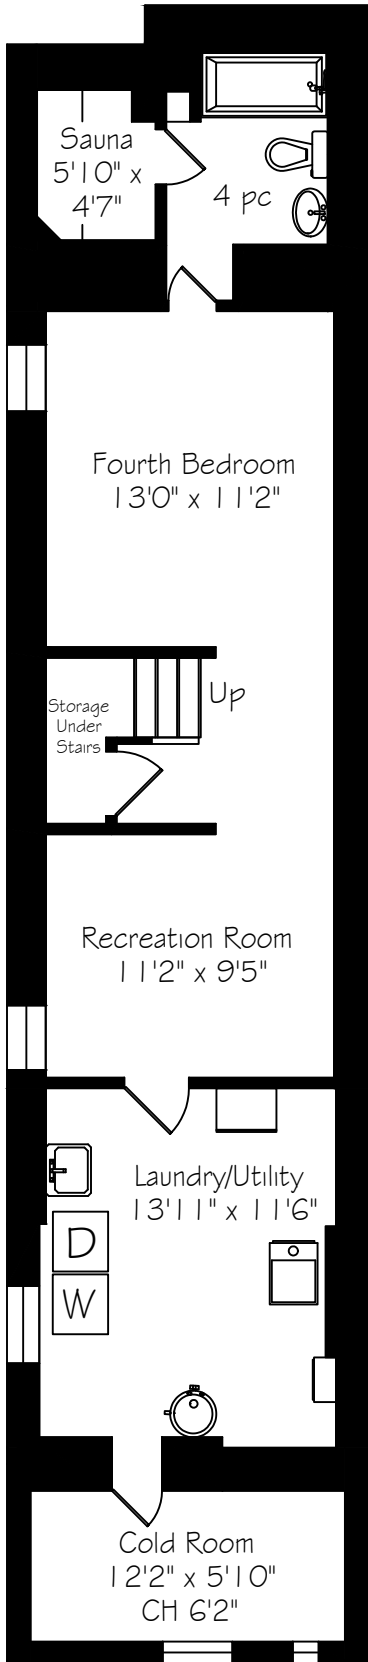 Sauna
5'10" x
4'7"
4 pc
Fourth Bedroom
13'0" x 11'2"
Storage
Under
Stairs
Up
Recreation Room
11'2" x 9'5"
Laundry/Utility
13'11" x 11'6"
D
W
Cold Room
12'2" x 5'10"
CH 6'2"